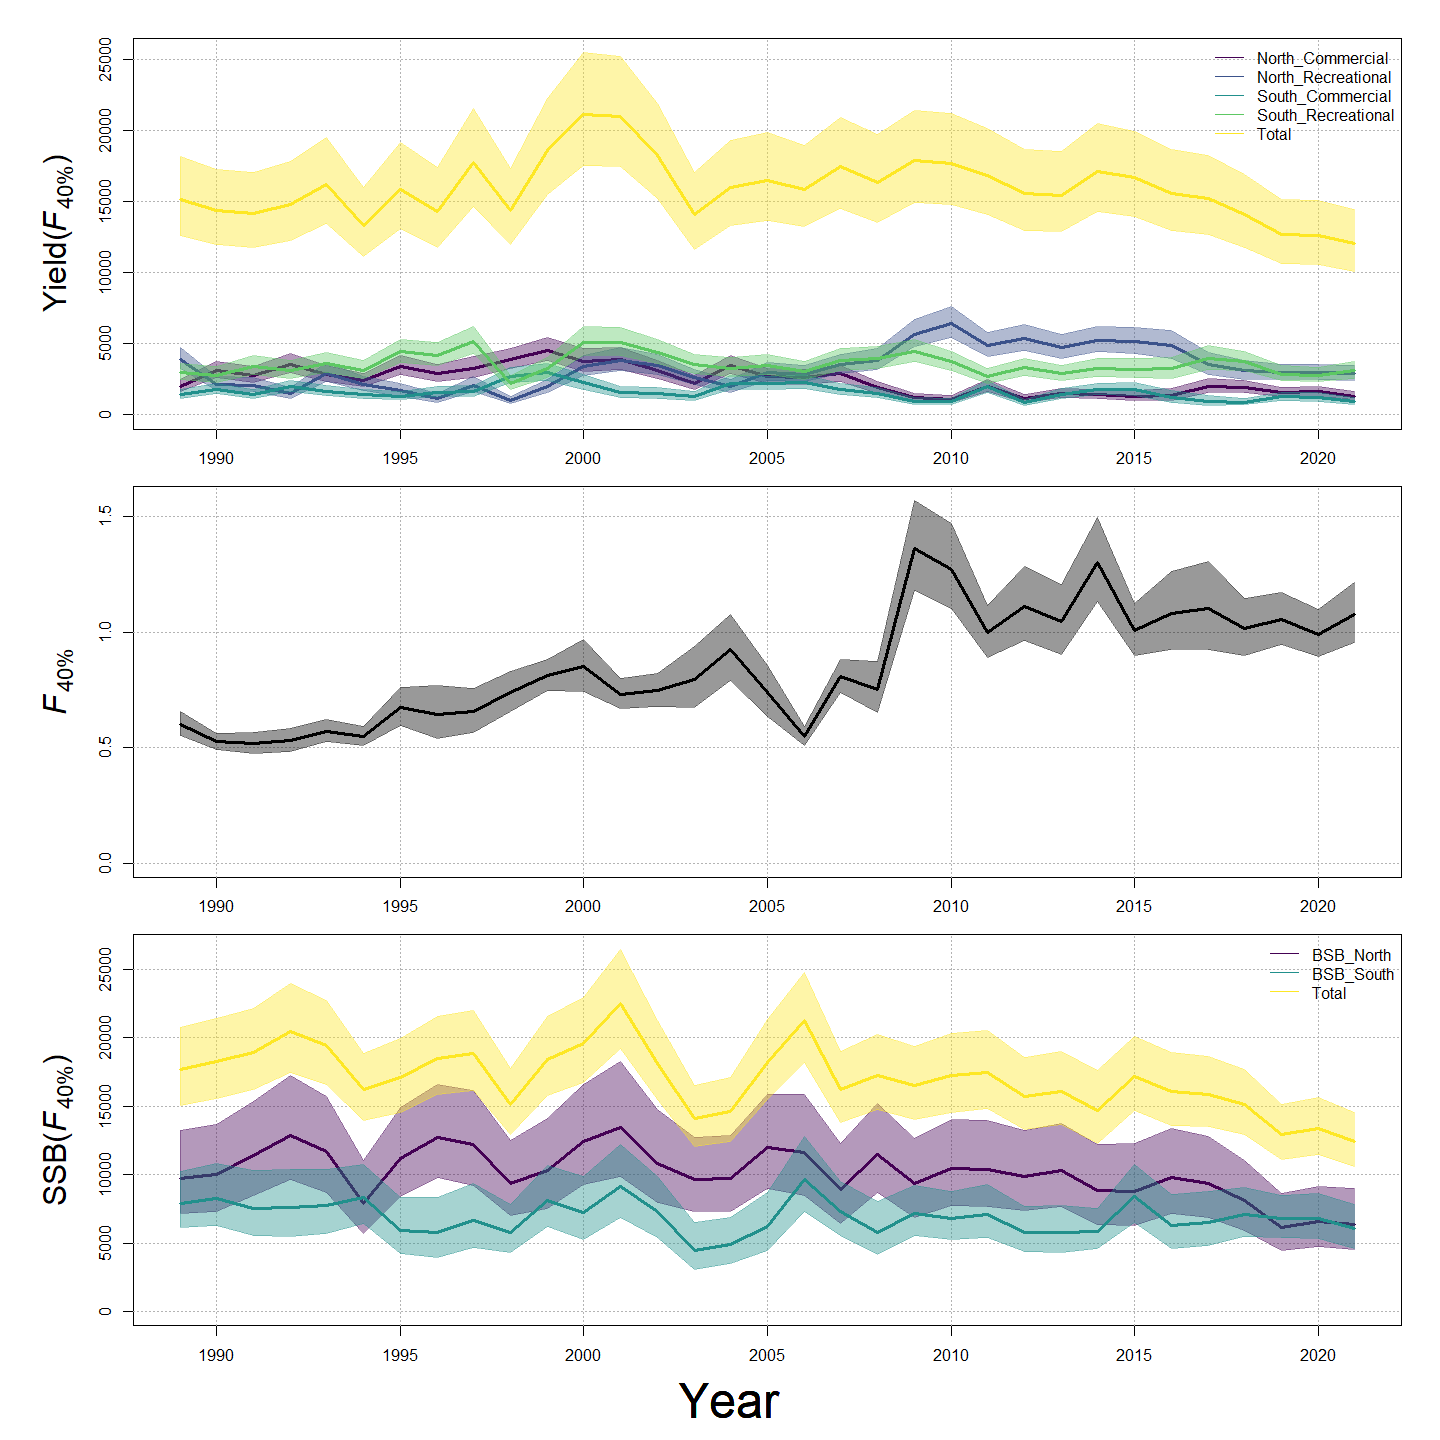 Yield(F40%)
25000
20000
15000
10000
5000
0
North_Commercial
North_Recreational
South_Commercial
South_Recreational
Total
1990 1995 2000 2005 2010 2015 2020
F40%
1.5
1.0
0.5
0.0
1990 1995 2000 2005 2010 2015 2020
SSB(F40%)
25000
20000
15000
10000
5000
0
BSB_North
BSB_South
Total
1990 1995 2000 2005 2010 2015 2020
Year